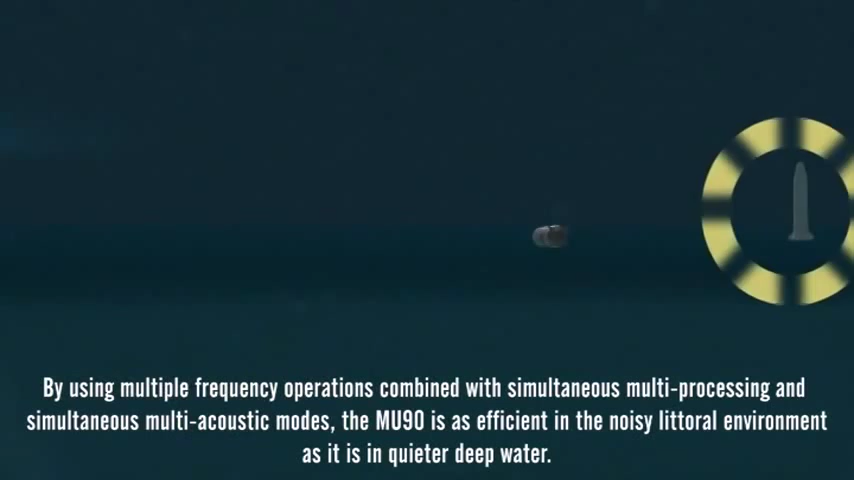 By using multiple frequency operations combined with simultaneous multi-processing and
simultaneous multi-acoustic modes, the MU90 is as efficient in the noisy littoral environment
as it is in quieter deep water.